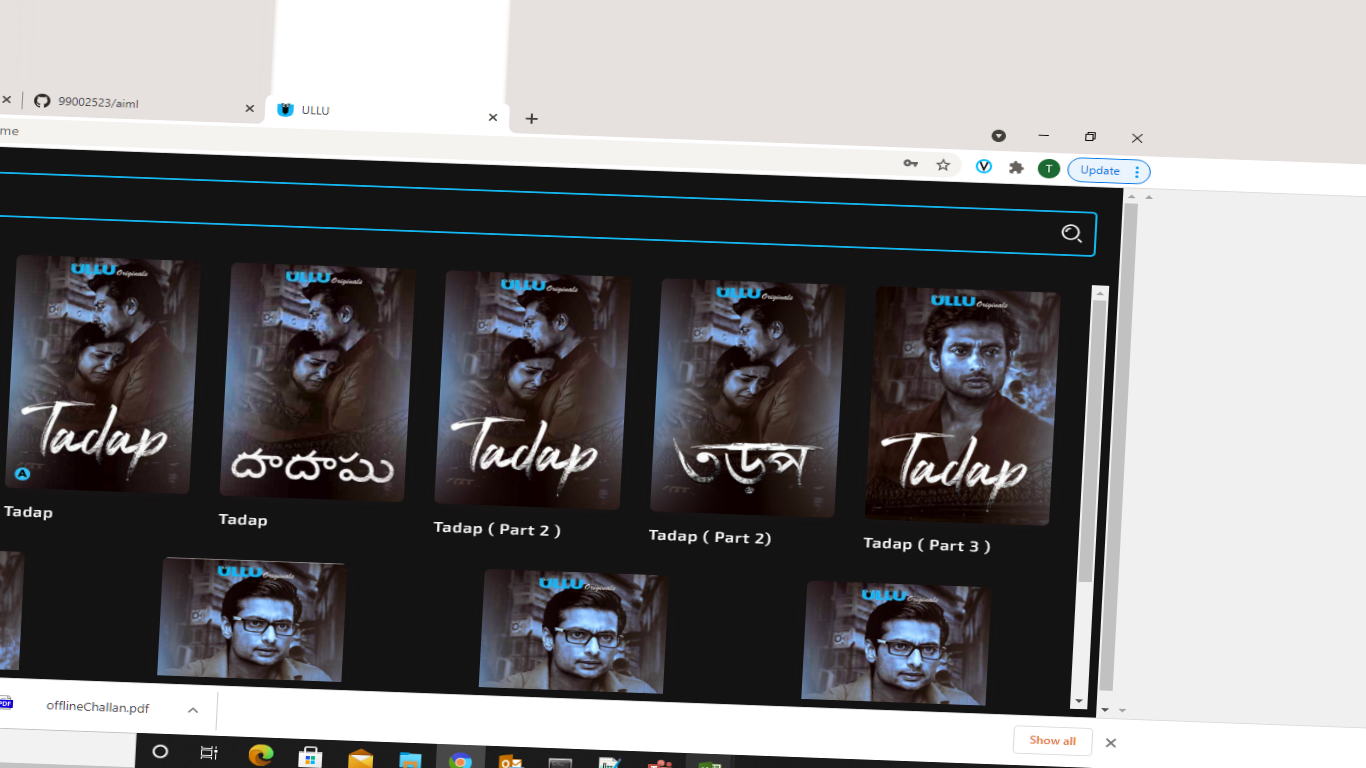 99002523/aiml
ULLU
me
T
Update
ULLU Originals
Tadap
A
Tadap
ULLU Originals
దాదాపు
Tadap
ULLU Originals
Tadap
Tadap ( Part 2 )
ULLU Originals
তড়প
Tadap ( Part 2)
ULLU Originals
Tadap
Tadap ( Part 3 )
ULLU Originals
ULLU Originals
ULLU Originals
PDF
offlineChallan.pdf
Show all